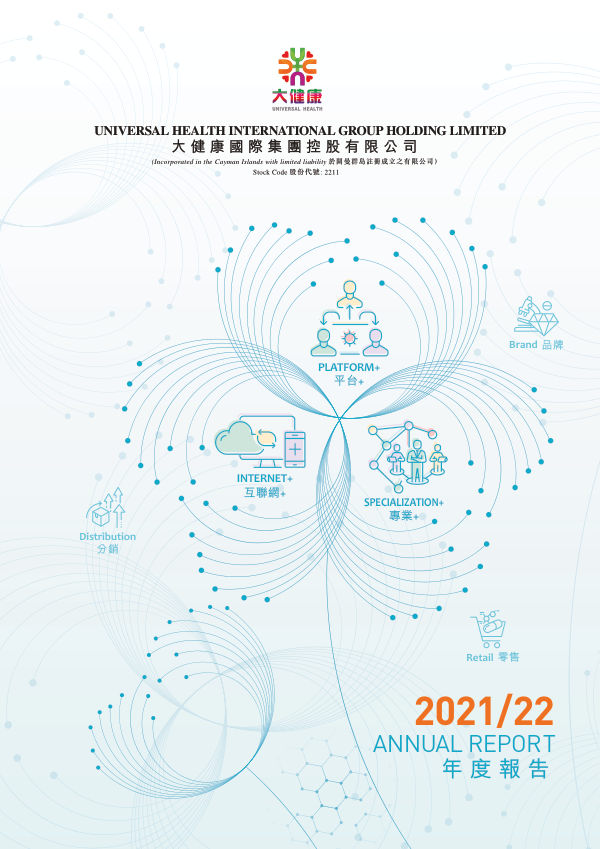 大健康
UNIVERSAL HEALTH
UNIVERSAL HEALTH INTERNATIONAL GROUP HOLDING LIMITED
大健康國際集團控股有限公司
(Incorporated in the Cayman Islands with limited liability 於開曼群島註冊成立之有限公司)
Stock Code 股份代號: 2211
PLATFORM+
平台+
Brand 品牌
INTERNET+
互聯網+
SPECIALIZATION+
專業+
Distribution
分銷
Retail 零售
2021/22
ANNUAL REPORT
年度報告